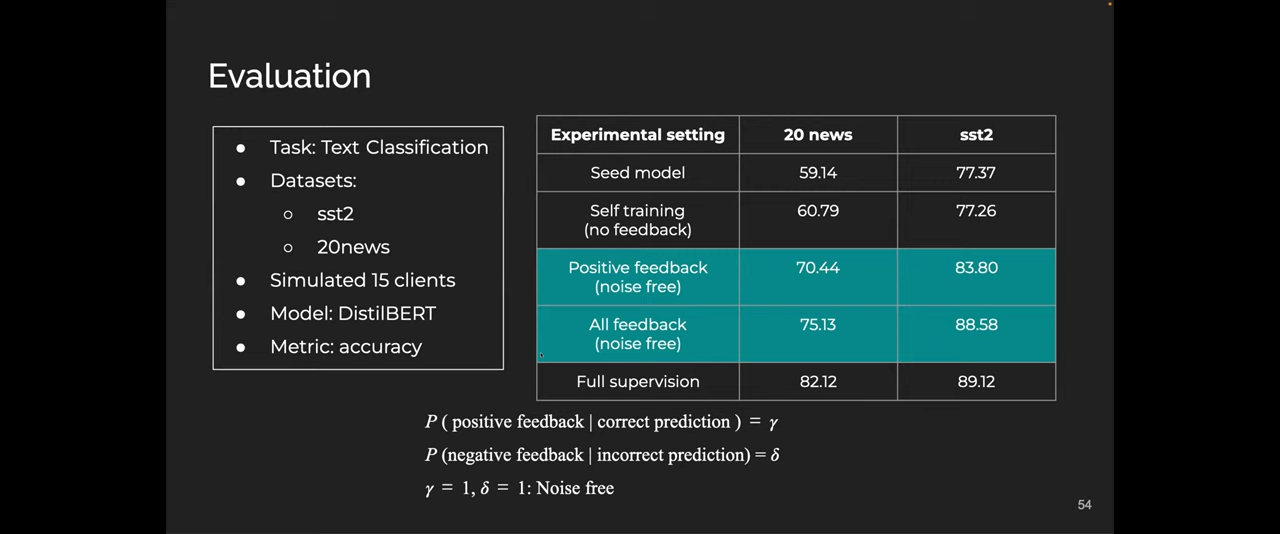 Evaluation
● Task: Text Classification
● Datasets:
○ sst2
○ 20news
● Simulated 15 clients
● Model: DistilBERT
● Metric: accuracy
Experimental setting 20 news sst2
Seed model 59.14 77.37
Self training
(no feedback) 60.79 77.26
Positive feedback
(noise free) 70.44 83.80
All feedback
(noise free) 75.13 88.58
Full supervision 82.12 89.12
P ( positive feedback | correct prediction ) = γ
P (negative feedback | incorrect prediction) = δ
γ = 1, δ = 1: Noise free
54